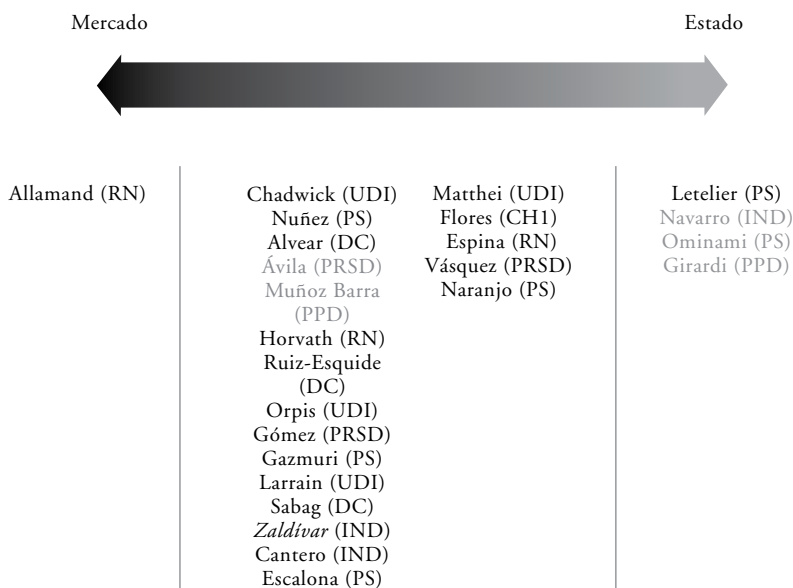 Mercado
Estado
Allamand (RN)
Chadwick (UDI)
Nuñez (PS)
Alvear (DC)
Ávila (PRSD)
Muñoz Barra
(PPD)
Horvath (RN)
Ruiz-Esquide
(DC)
Orpis (UDI)
Gómez (PRSD)
Gazmuri (PS)
Larrain (UDI)
Sabag (DC)
Zaldívar (IND)
Cantero (IND)
Escalona (PS)
Matthei (UDI)
Flores (CH1)
Espina (RN)
Vásquez (PRSD)
Naranjo (PS)
Letelier (PS)
Navarro (IND)
Ominami (PS)
Girardi (PPD)